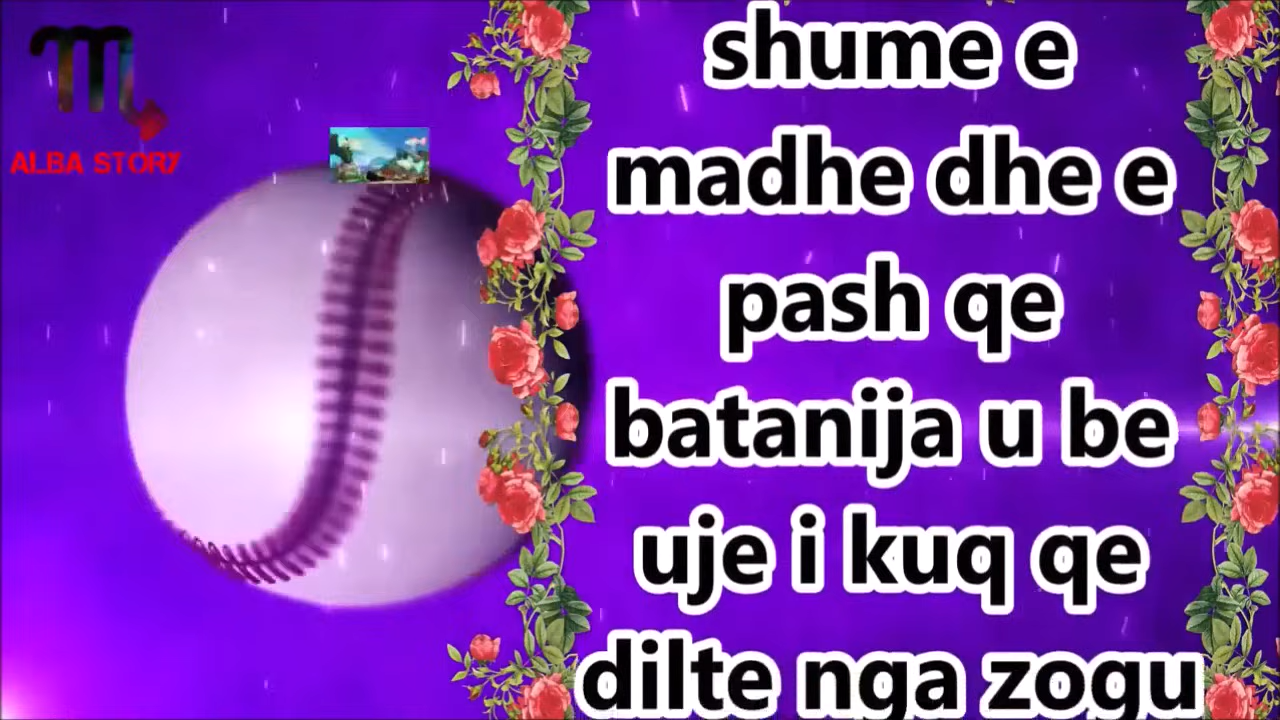 ALBA STORY
shume e
madhe dhe e
pash qe
batanija u be
uje i kuq qe
dilte nga zogu